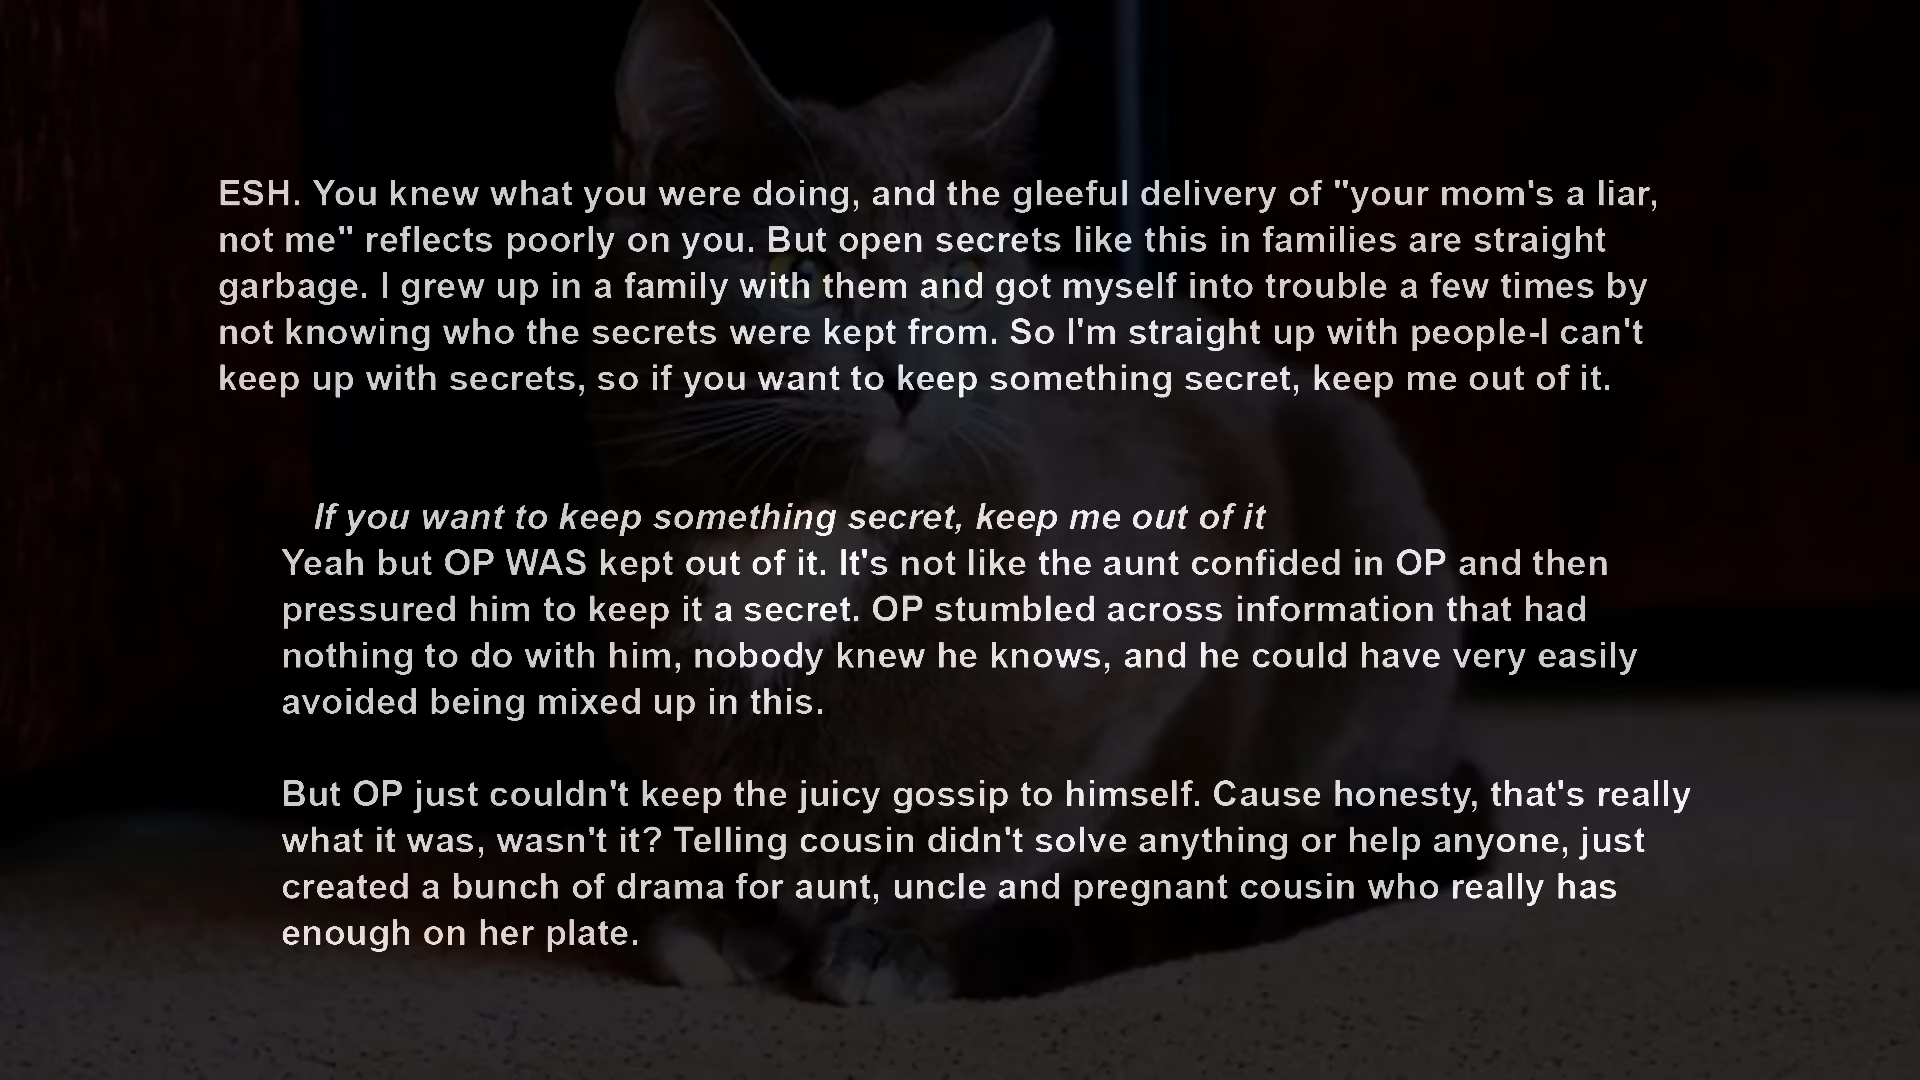 ESH. You knew what you were doing, and the gleeful delivery of "your mom's a liar,
not me" reflects poorly on you. But open secrets like this in families are straight
garbage. I grew up in a family with them and got myself into trouble a few times by
not knowing who the secrets were kept from. So I'm straight up with people-I can't
keep up with secrets, so if you want to keep something secret, keep me out of it.
If you want to keep something secret, keep me out of it
Yeah but OP WAS kept out of it. It's not like the aunt confided in OP and then
pressured him to keep it a secret. OP stumbled across information that had
nothing to do with him, nobody knew he knows, and he could have very easily
avoided being mixed up in this.
But OP just couldn't keep the juicy gossip to himself. Cause honesty, that's really
what it was, wasn't it? Telling cousin didn't solve anything or help anyone, just
created a bunch of drama for aunt, uncle and pregnant cousin who really has
enough on her plate.